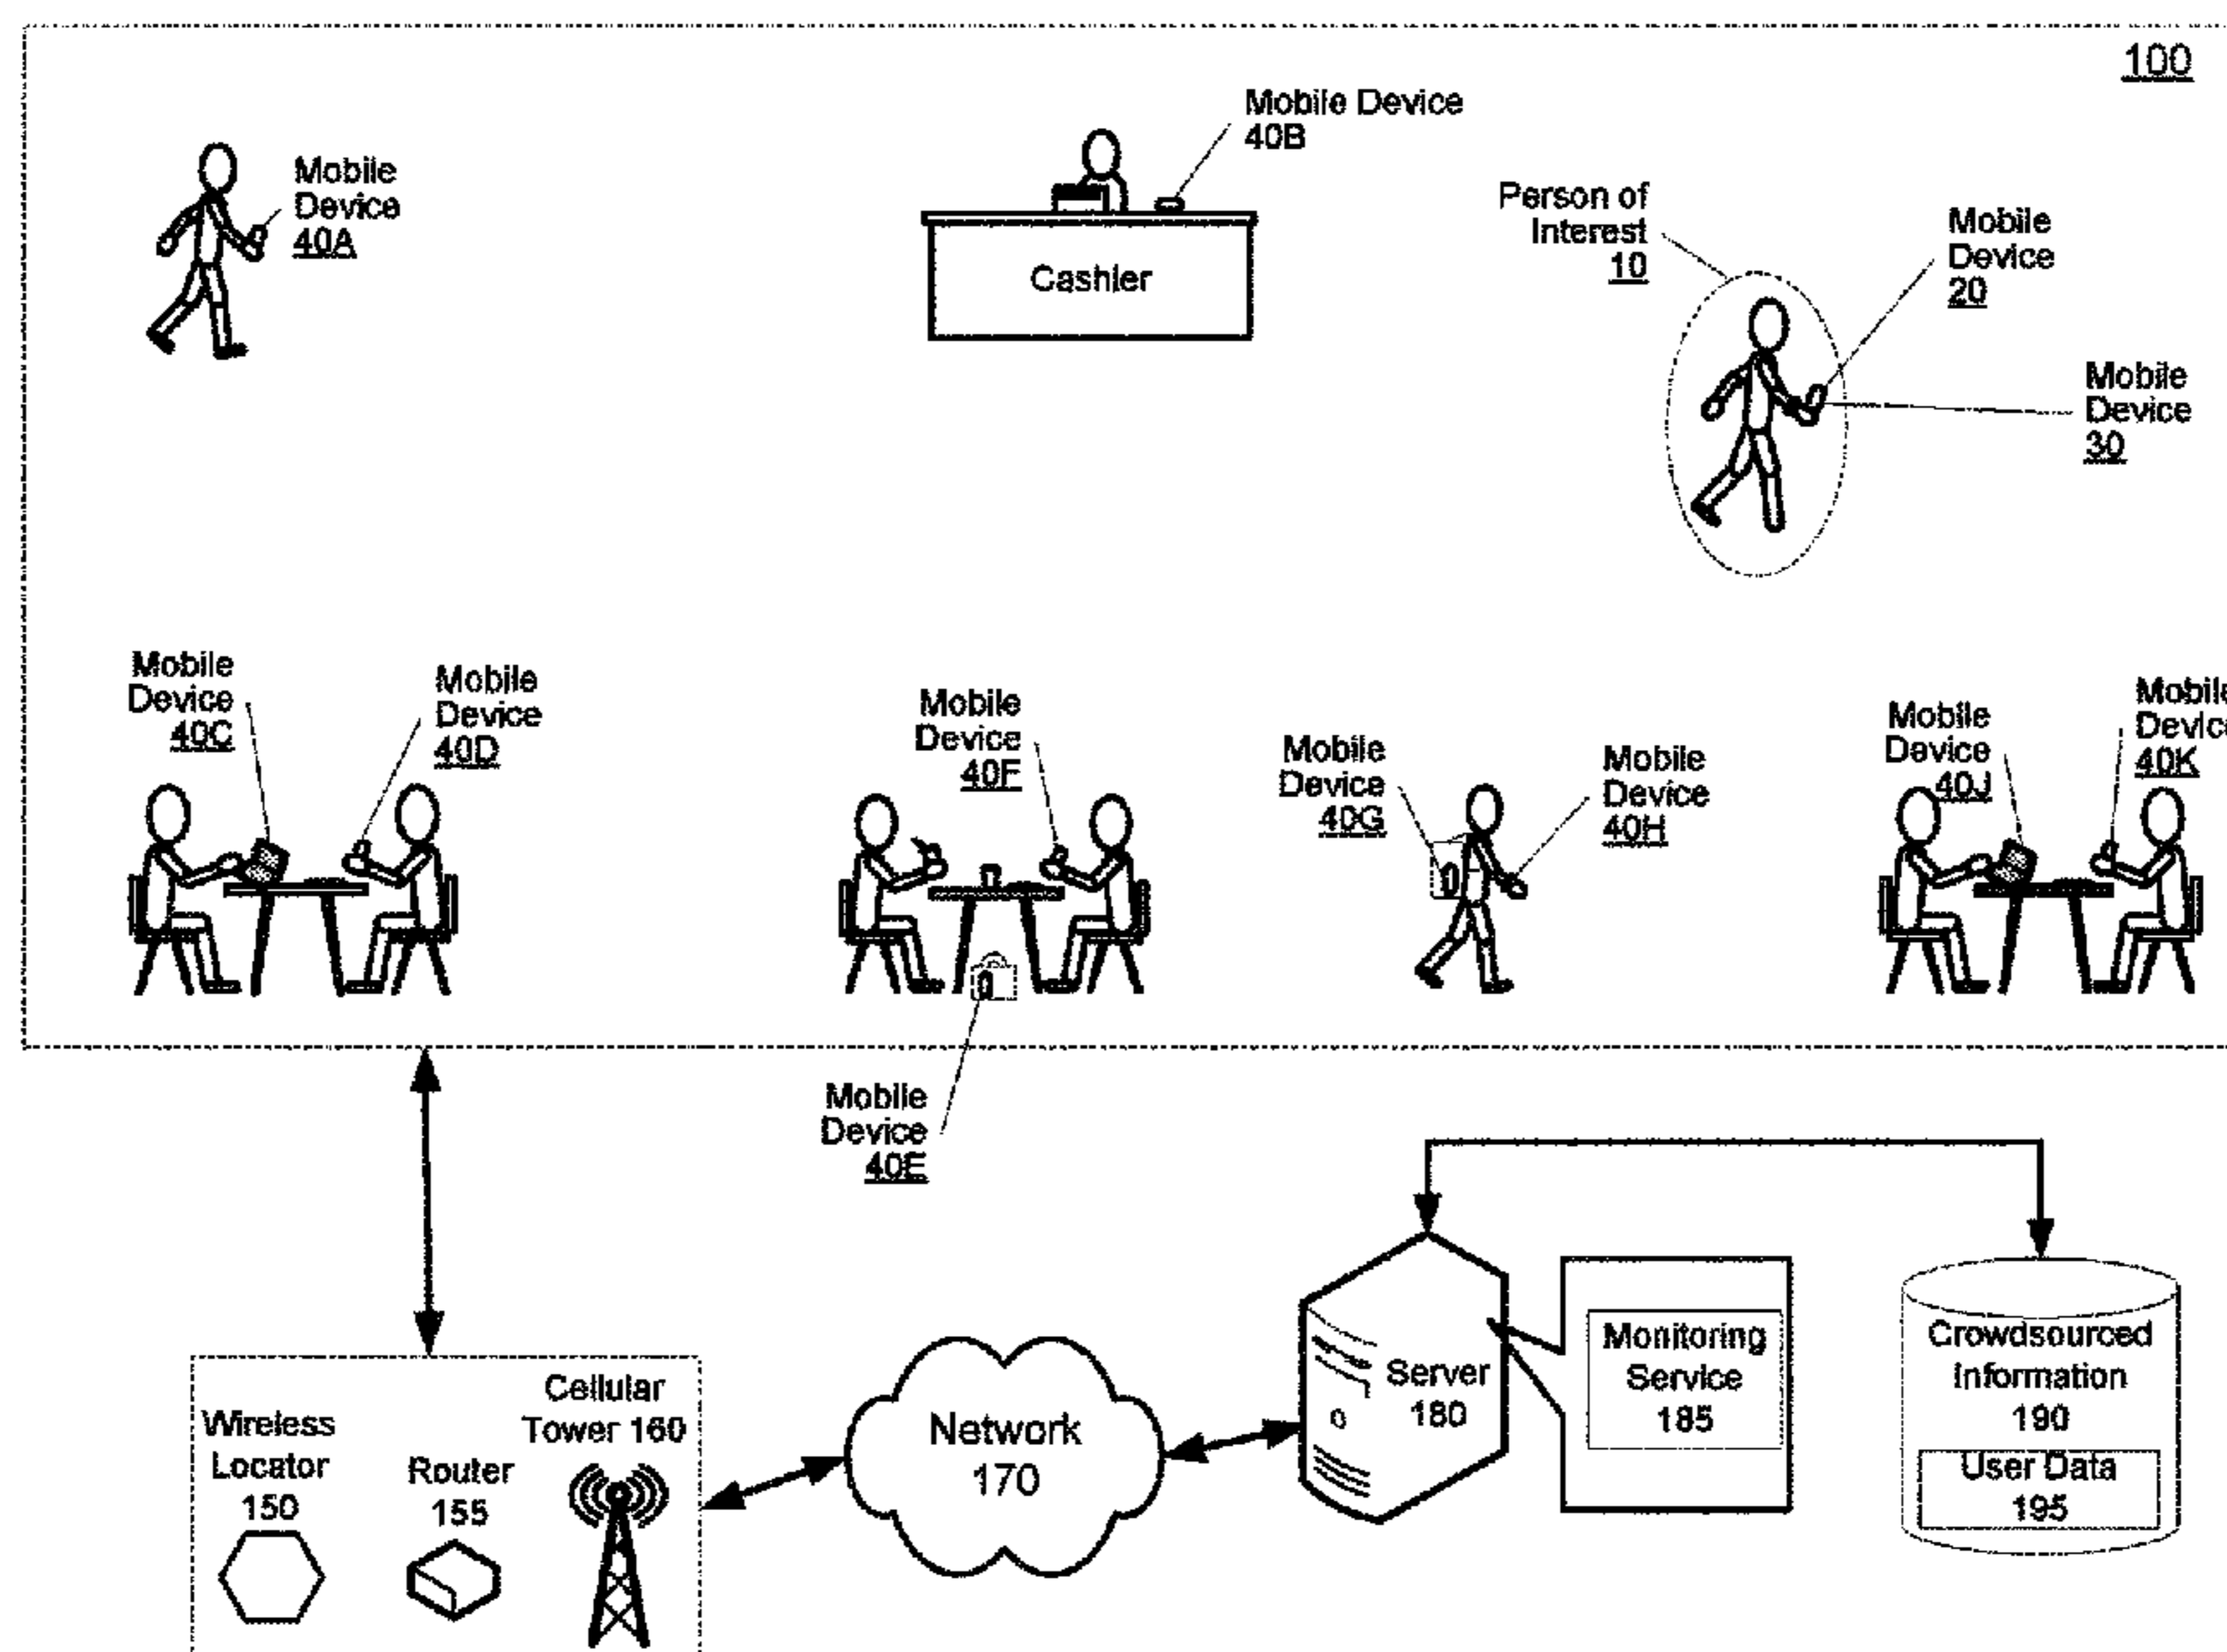 100
Mobile Device
40B
Mobile
Device
40A
Person of
Interest
10
Mobile
Device
20
Cashier
Mobile
Device
30
Mobile
Device
40C
Mobile
Device
40D
Mobile
Device
40F
Mobile
Device
40G
Mobile
Device
40H
Mobile
Device
40J
Mobile
Device
40K
Mobile
Device
40E
Wireless
Locator
150
Router
155
Cellular
Tower 160
Network
170
Server
180
Monitoring
Service
185
Crowdsourced
Information
190
User Data
195